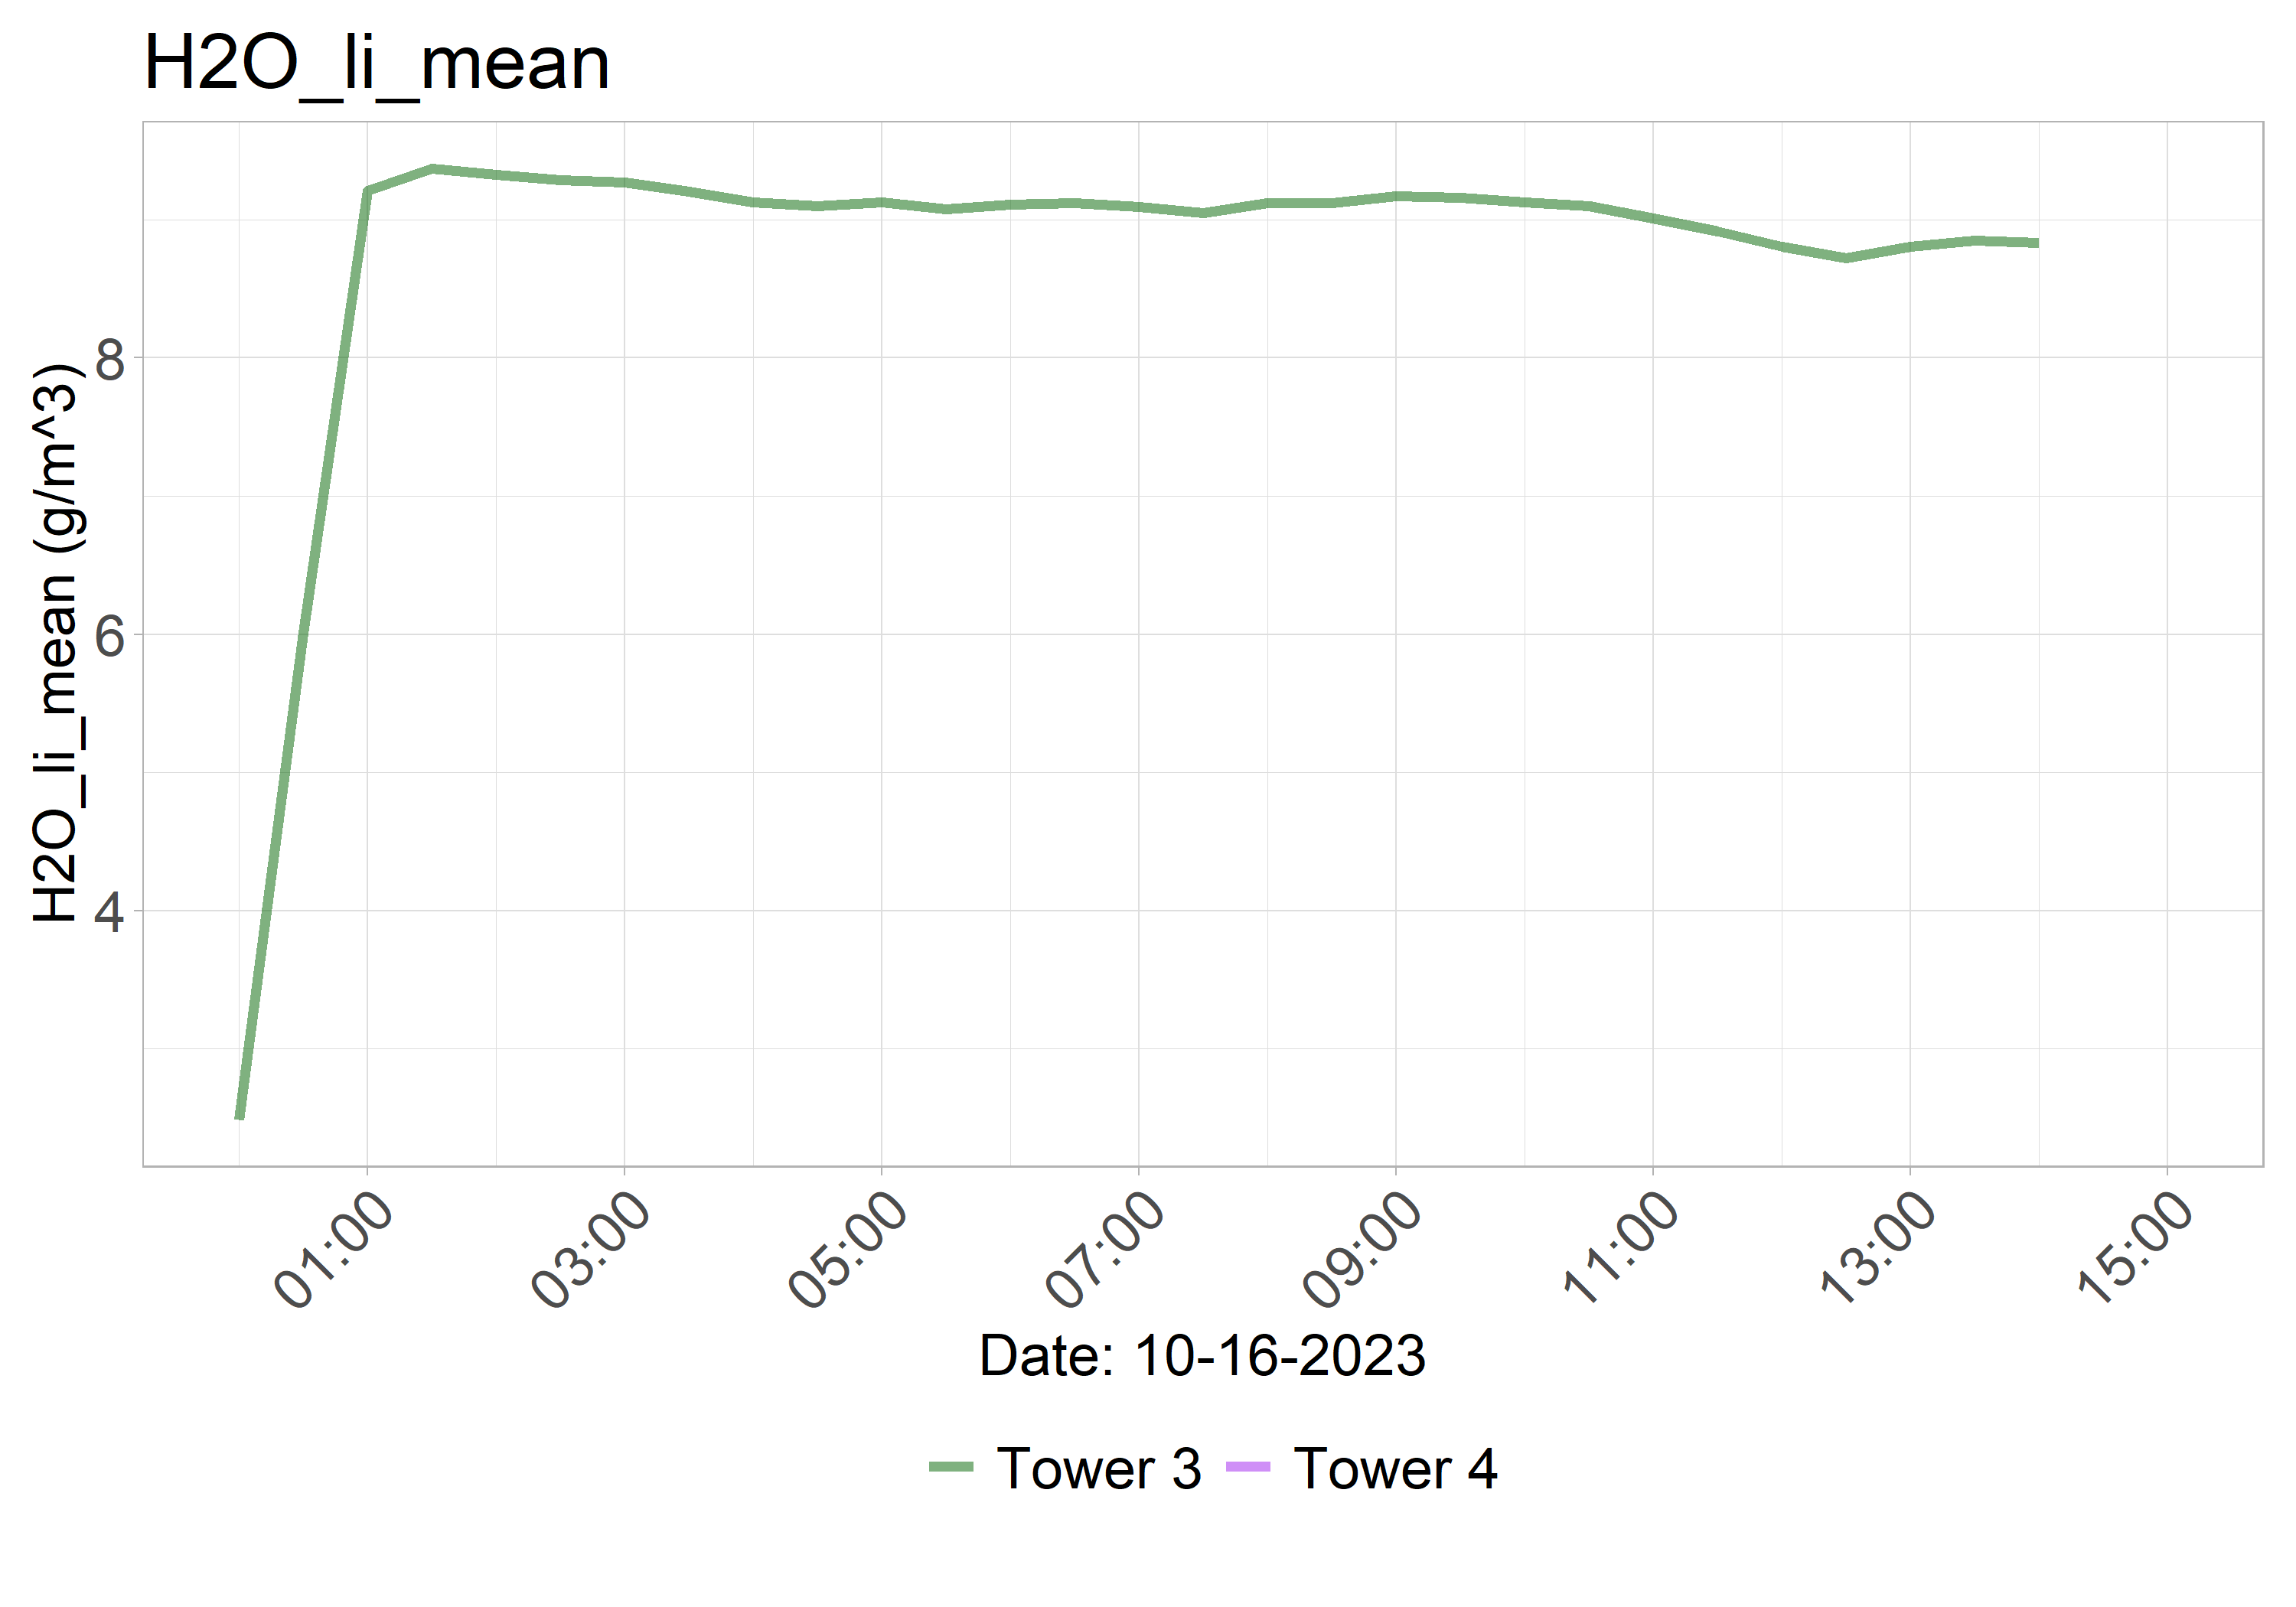 H2O_li_mean
H2O_li_mean (g/m^3)
8
6
4
01:00 03:00 05:00 07:00 09:00 11:00 13:00 15:00
Date: 10-16-2023
Tower 3 Tower 4